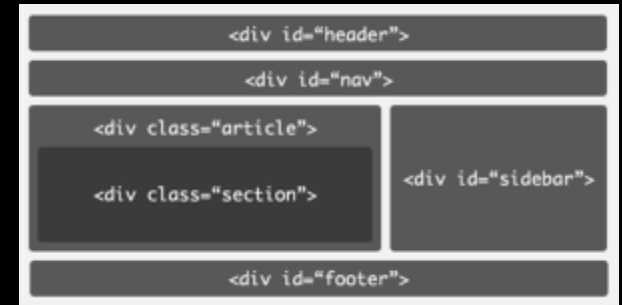 <div id=“header”>
<div id=“nav”>
<div class=“article”>
<div class=“section”>
<div id=“sidebar”>
<div id=“footer”>